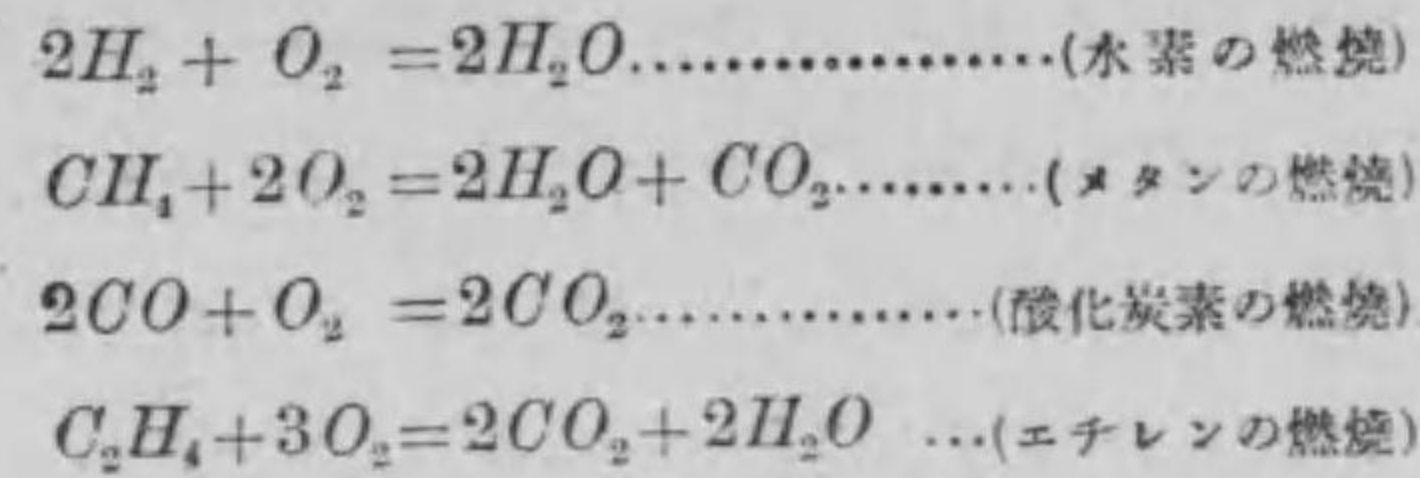 2H₂ + O₂ =2H₂O..................(水素の燃燒)
CH₄+2O₂=2H₂O+CO₂.........(メタンの燃燒)
2CO+O₂ =2CO₂...............(酸化炭素の燃燒)
C₂H₄+3O₂=2CO₂+2H₂O ...(エチレンの燃燒)